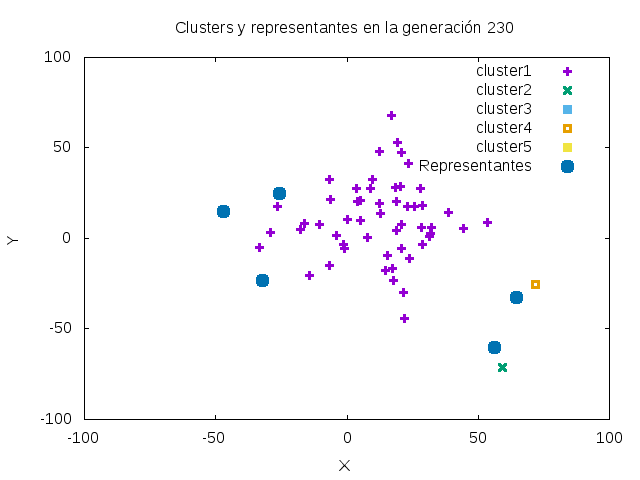 Clusters y representantes en la generación 230
cluster1
cluster2
cluster3
cluster4
cluster5
Representantes
100
50
0
-50
-100
Y
-100
-50
0
50
100
X